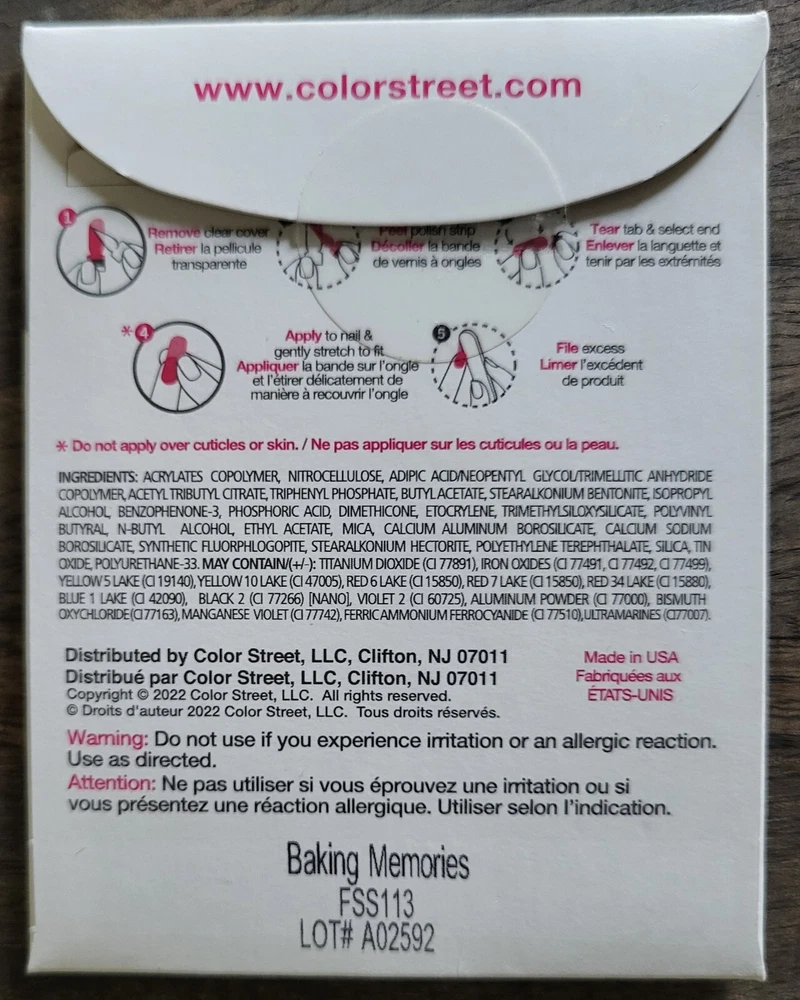 www.colorstreet.com
1
Remove clear cover
Retirer la pellicule
transparente
Peel polish strip
Décoller la bande
de vernis à ongles
Tear tab & select end
Enlever la languette et
tenir par les extrémités
*4
Apply to nail &
gently stretch to fit
Appliquer la bande sur l'ongle
et l'étirer délicatement de
manière à recouvrir l'ongle
5
File excess
Limer l'excédent
de produit
* Do not apply over cuticles or skin. / Ne pas appliquer sur les cuticules ou la peau.
INGREDIENTS: ACRYLATES COPOLYMER, NITROCELLULOSE, ADIPIC ACID/NEOPENTYL GLYCOL/TRIMELLITIC ANHYDRIDE
COPOLYMER, ACETYL TRIBUTYL CITRATE, TRIPHENYL PHOSPHATE, BUTYL ACETATE, STEARALKONIUM BENTONITE, ISOPROPYL
ALCOHOL, BENZOPHENONE-3, PHOSPHORIC ACID, DIMETHICONE, ETOCRYLENE, TRIMETHYLSILOXYSILICATE, POLYVINYL
BUTYRAL, N-BUTYL ALCOHOL, ETHYL ACETATE, MICA, CALCIUM ALUMINUM BOROSILICATE, CALCIUM SODIUM
BOROSILICATE, SYNTHETIC FLUORPHLOGOPITE, STEARALKONIUM HECTORITE, POLYETHYLENE TEREPHTHALATE, SILICA, TIN
OXIDE, POLYURETHANE-33. MAY CONTAIN/(+/-): TITANIUM DIOXIDE (CI 77891), IRON OXIDES (CI 77491, CI 77492, CI 77499),
YELLOW 5 LAKE (CI 19140), YELLOW 10 LAKE (CI 47005), RED 6 LAKE (CI 15850), RED 7 LAKE (CI 15850), RED 34 LAKE (CI 15880),
BLUE 1 LAKE (CI 42090), BLACK 2 (CI 77266) [NANO], VIOLET 2 (CI 60725), ALUMINUM POWDER (CI 77000), BISMUTH
OXYCHLORIDE (CI 77163), MANGANESE VIOLET (CI 77742), FERRIC AMMONIUM FERROCYANIDE (CI 77510), ULTRAMARINES (CI77007).
Distributed by Color Street, LLC, Clifton, NJ 07011
Distribué par Color Street, LLC, Clifton, NJ 07011
Copyright © 2022 Color Street, LLC. All rights reserved.
© Droits d'auteur 2022 Color Street, LLC. Tous droits réservés.
Made in USA
Fabriquées aux
ÉTATS-UNIS
Warning: Do not use if you experience irritation or an allergic reaction.
Use as directed.
Attention: Ne pas utiliser si vous éprouvez une irritation ou si
vous présentez une réaction allergique. Utiliser selon l'indication.
Baking Memories
FSS113
LOT# A02592